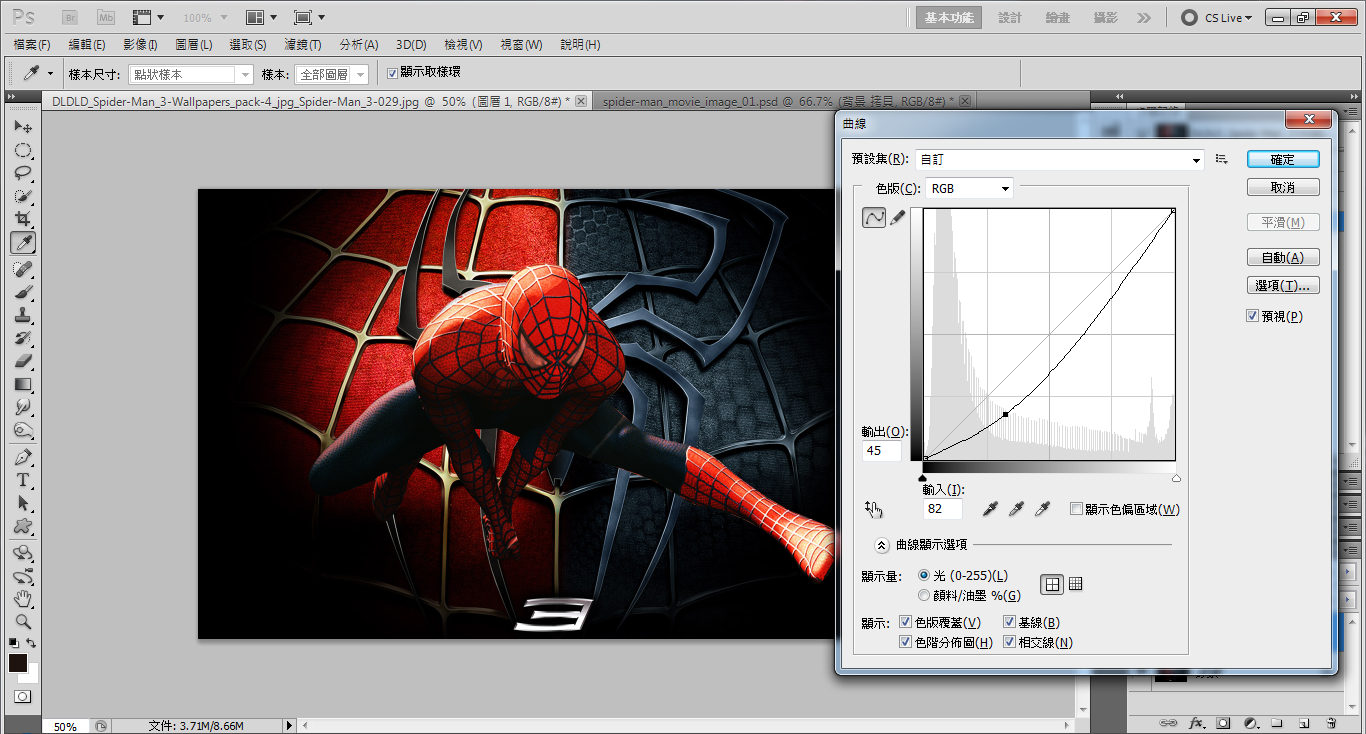 Ps Br Mb 100% 基本功能 設計 繪畫 攝影 CS Live
檔案(F) 編輯(E) 影像(I) 圖層(L) 選取(S) 濾鏡(T) 分析(A) 3D(D) 檢視(V) 視窗(W) 說明(H)
樣本尺寸: 點狀樣本 樣本: 全部圖層 顯示取樣環
DLDLD_Spider-Man_3-Wallpapers_pack-4_jpg_Spider-Man_3-029.jpg @ 50% (圖層 1, RGB/8#) * spider-man_movie_image_01.psd @ 66.7% (背景 拷貝, RGB/8#) *
曲線
預設集(R): 自訂 確定
色版(C): RGB 取消
平滑(M)
自動(A)
選項(T)...
預視(P)
輸出(O):
45
輸入(I):
82
顯示色偏區域(W)
曲線顯示選項
顯示量: 光 (0-255)(L)
顏料/油墨 %(G)
顯示: 色版覆蓋(V) 基線(B)
色階分佈圖(H) 相交線(N)
3
T
50% 文件: 3.71M/8.66M
fx